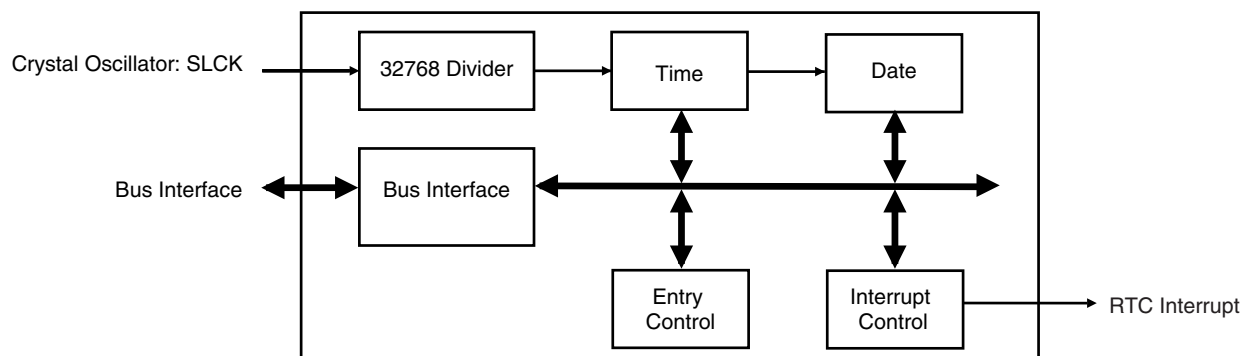 Crystal Oscillator: SLCK
32768 Divider
Time
Date
Bus Interface
Bus Interface
Entry
Control
Interrupt
Control
RTC Interrupt